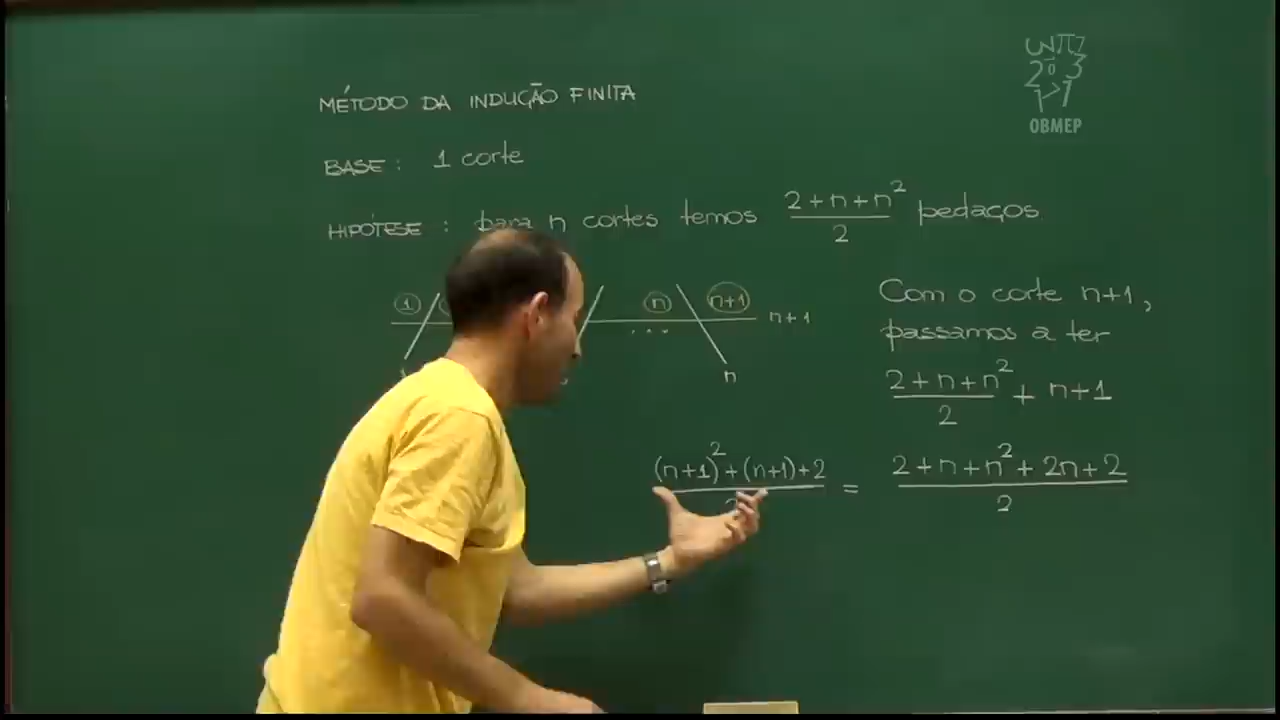 MÉTODO DA INDUÇÃO FINITA
BASE : 1 corte
HIPÓTESE : para n cortes temos (2+n+n²)/2 pedaços
1 n n+1 n+1
... n
Com o corte n+1,
passamos a ter
(2+n+n²)/2 + n+1
((n+1)²+(n+1)+2)/2 = (2+n+n²+2n+2)/2
OBMEP